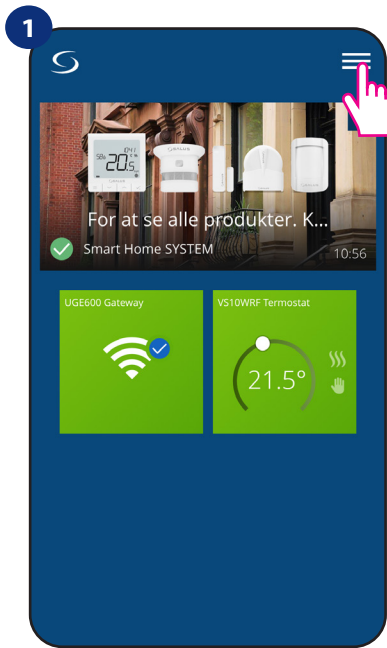 1
For at se alle produkter. K...
Smart Home SYSTEM
10:56
UGE600 Gateway
VS10WRF Termostat
21.5°